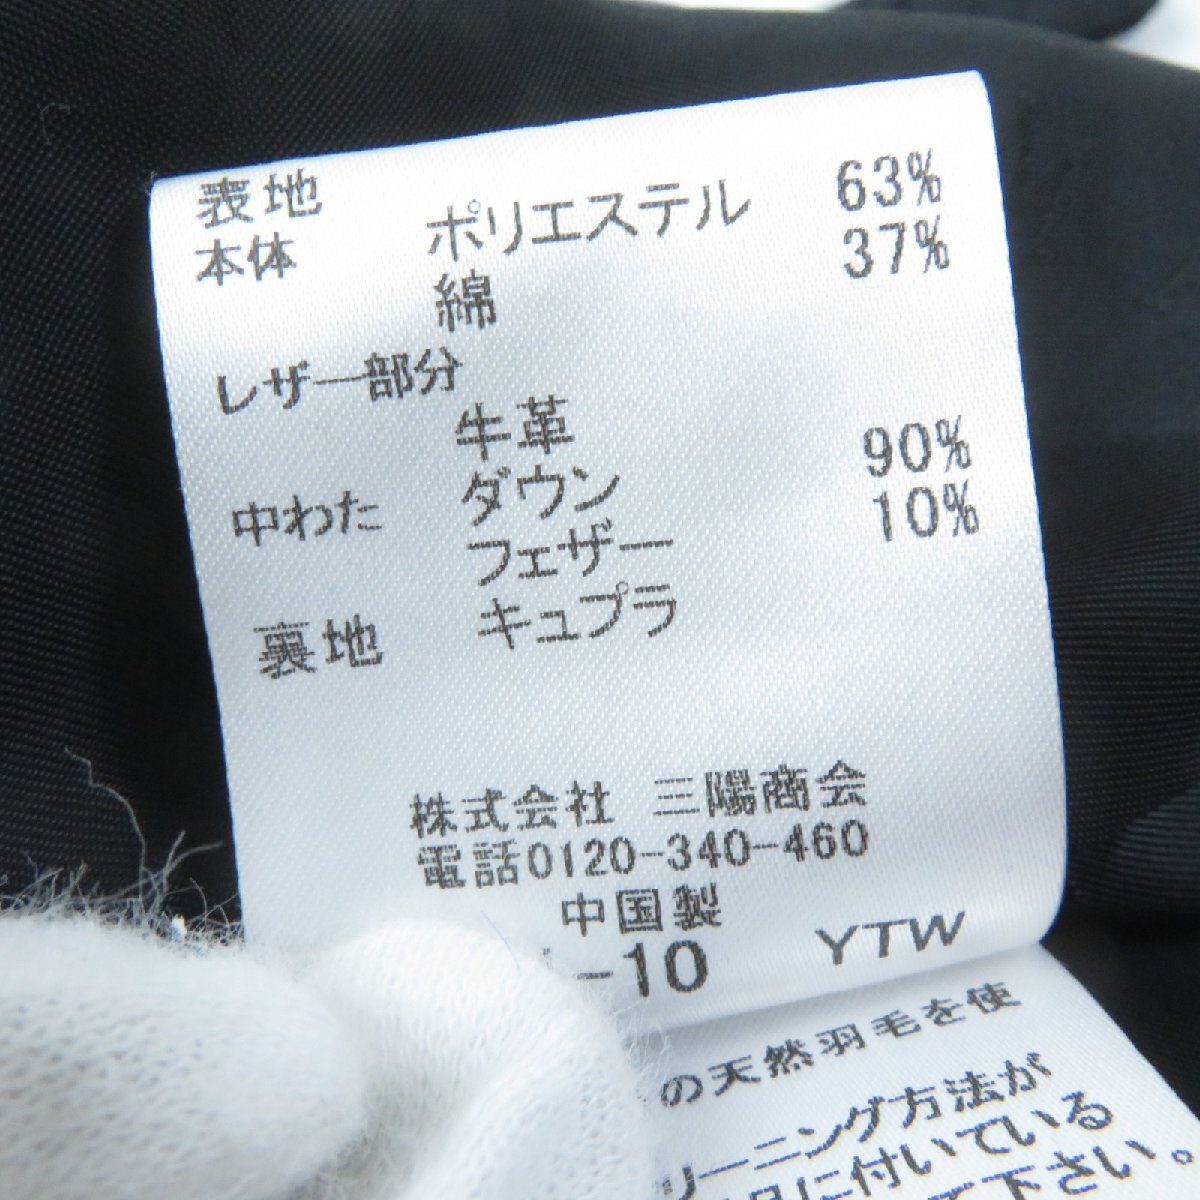 表地
本体 ポリエステル 63%
綿 37%
レザー部分
牛革
中わた ダウン 90%
フェザー 10%
裏地 キュプラ
株式会社 三陽商会
電話0120-340-460
中国製
-10 YTW
の天然羽毛を使
リーニング方法が
に付いている
下さい。